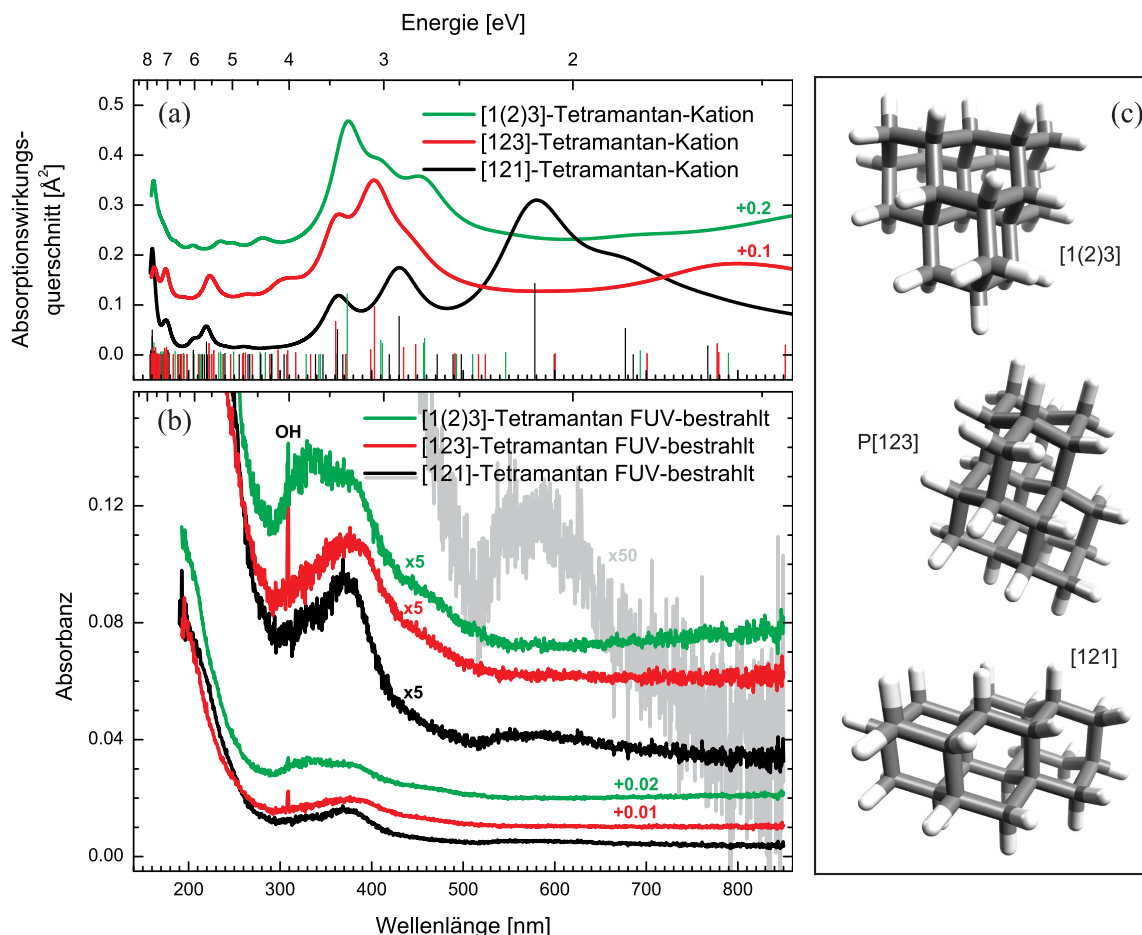 Energie [eV]
8 7 6 5 4 3 2
(a)
[1(2)3]-Tetramantan-Kation
[123]-Tetramantan-Kation
[121]-Tetramantan-Kation
0.5
0.4
0.3
0.2
0.1
0.0
Absorptionswirkungs-
querschnitt [Å²]
+0.2
+0.1
(b)
[1(2)3]-Tetramantan FUV-bestrahlt
[123]-Tetramantan FUV-bestrahlt
[121]-Tetramantan FUV-bestrahlt
OH
x50
x5
x5
x5
+0.02
+0.01
0.12
0.08
0.04
0.00
Absorbanz
200 300 400 500 600 700 800
Wellenlänge [nm]
(c)
[1(2)3]
P[123]
[121]